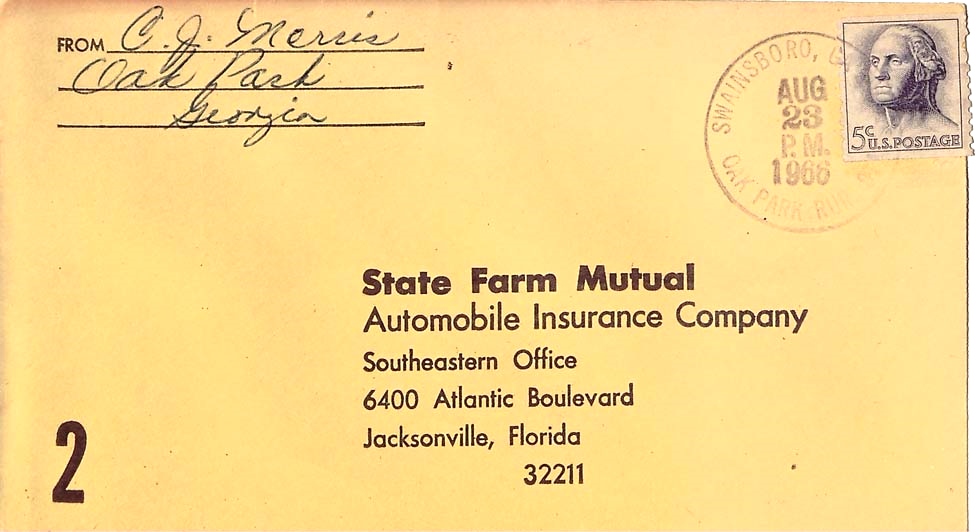 FROM C. J. Morris
Oak Park
Georgia
SWAINSBORO, G
AUG
23
P.M.
1966
OAK PARK RUR
5c
U.S. POSTAGE
State Farm Mutual
Automobile Insurance Company
Southeastern Office
6400 Atlantic Boulevard
Jacksonville, Florida
32211
2